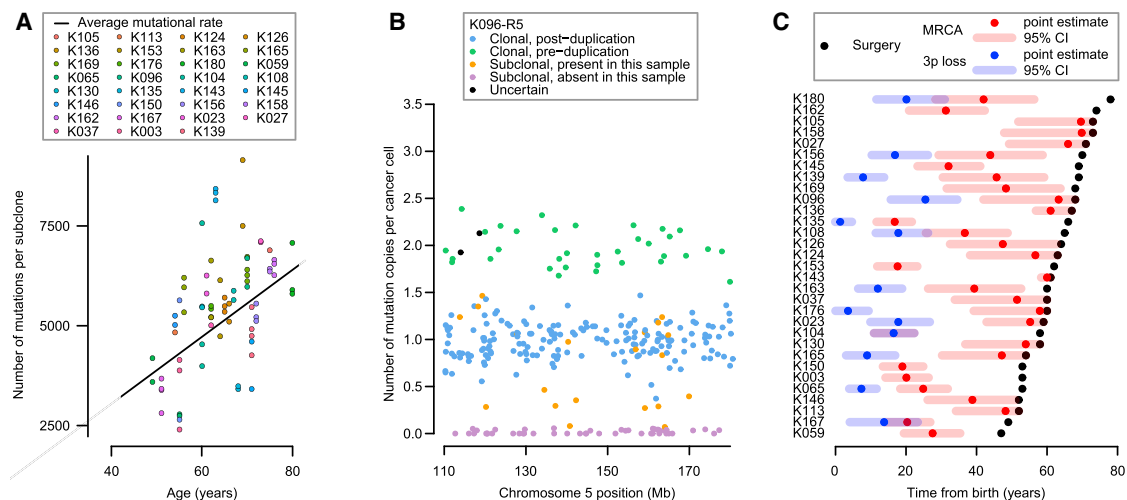 A
Average mutational rate
K105 K113 K124 K126
K136 K153 K163 K165
K169 K176 K180 K059
K065 K096 K104 K108
K130 K135 K143 K145
K146 K150 K156 K158
K162 K167 K023 K027
K037 K003 K139
Number of mutations per subclone
7500
5000
2500
40 60 80
Age (years)
B
K096-R5
Clonal, post-duplication
Clonal, pre-duplication
Subclonal, present in this sample
Subclonal, absent in this sample
Uncertain
Number of mutation copies per cancer cell
3.5
3.0
2.5
2.0
1.5
1.0
0.5
0.0
110 130 150 170
Chromosome 5 position (Mb)
C
Surgery
MRCA point estimate
95% CI
3p loss point estimate
95% CI
K180
K162
K105
K158
K027
K156
K145
K139
K169
K096
K136
K135
K108
K126
K124
K153
K143
K163
K037
K176
K023
K104
K130
K165
K150
K003
K065
K146
K113
K167
K059
0 20 40 60 80
Time from birth (years)